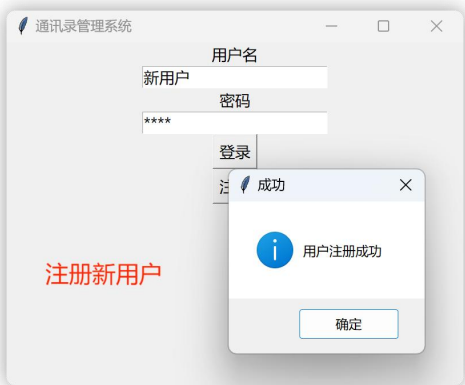 通讯录管理系统
用户名
新用户
密码
****
登录
注
成功
用户注册成功
注册新用户
确定